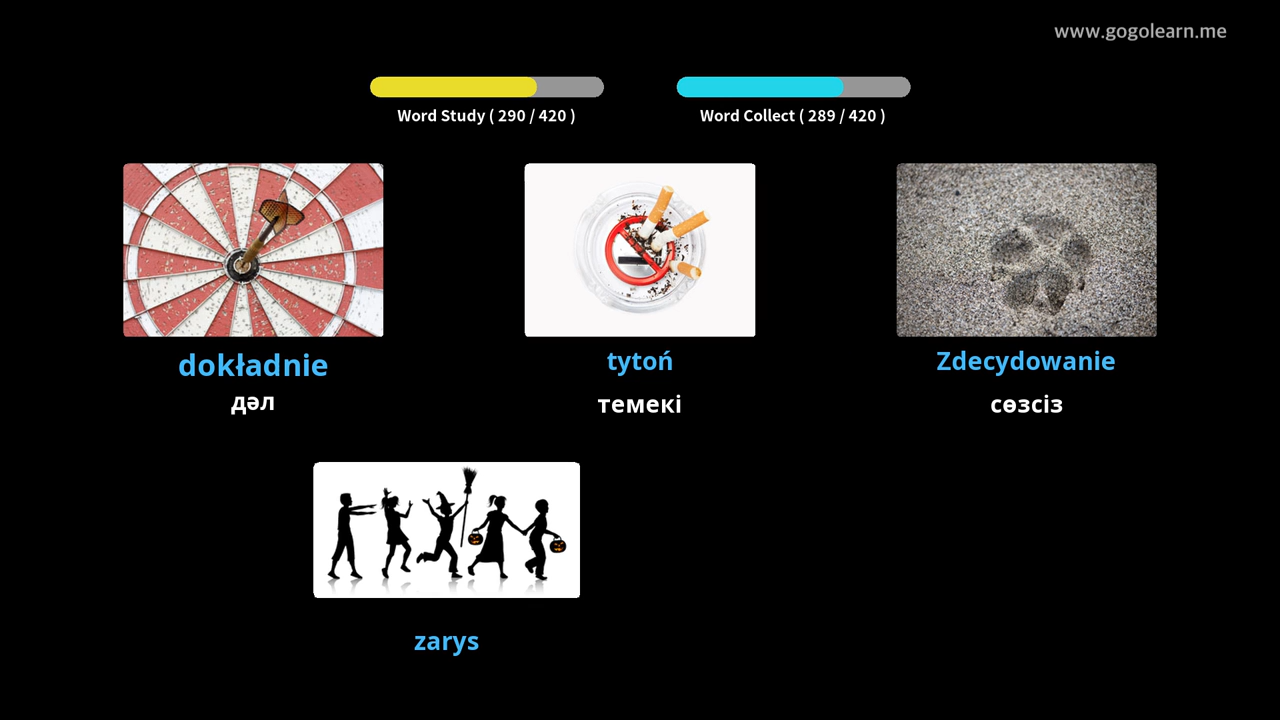 www.gogolearn.me
Word Study ( 290 / 420 )
Word Collect ( 289 / 420 )
dokładnie
дәл
tytoń
темекі
Zdecydowanie
сөзсіз
zarys